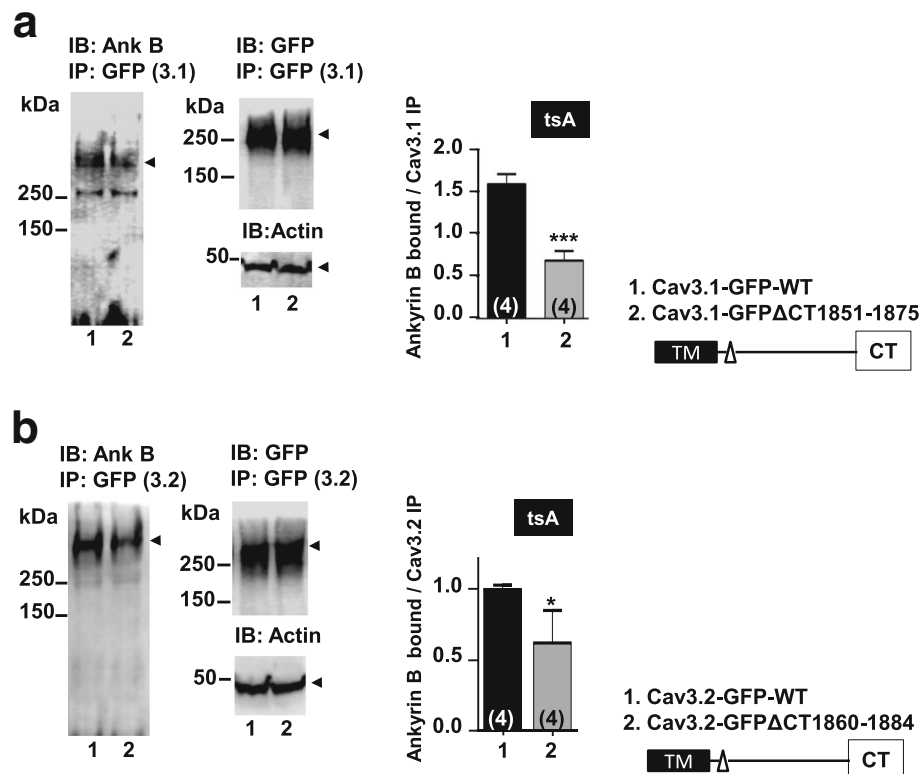 a
IB: Ank B
IP: GFP (3.1)
IB: GFP
IP: GFP (3.1)
kDa
250
150
1 2
kDa
250
150
IB:Actin
50
1 2
tsA
Ankyrin B bound / Cav3.1 IP
2.0
1.5
1.0
0.5
0.0
***
(4) (4)
1 2
1. Cav3.1-GFP-WT
2. Cav3.1-GFPΔCT1851-1875
TM CT
b
IB: Ank B
IP: GFP (3.2)
IB: GFP
IP: GFP (3.2)
kDa
250
150
1 2
kDa
250
150
IB: Actin
50
1 2
tsA
Ankyrin B bound / Cav3.2 IP
1.0
0.5
0.0
*
(4) (4)
1 2
1. Cav3.2-GFP-WT
2. Cav3.2-GFPΔCT1860-1884
TM CT